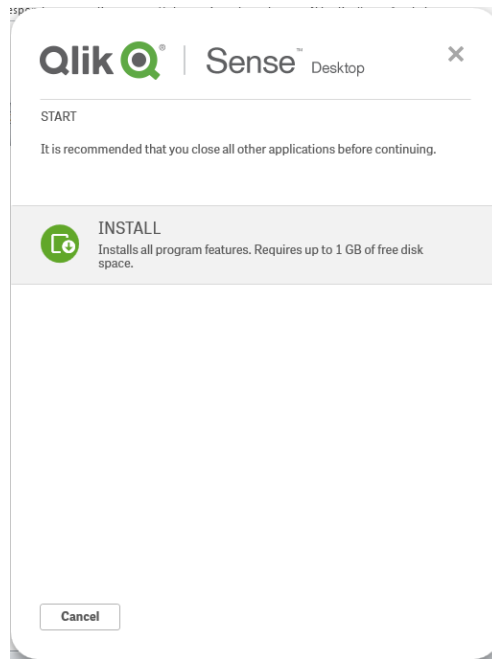 Qlik Q® | Sense™ Desktop
START
It is recommended that you close all other applications before continuing.
INSTALL
Installs all program features. Requires up to 1 GB of free disk
space.
Cancel